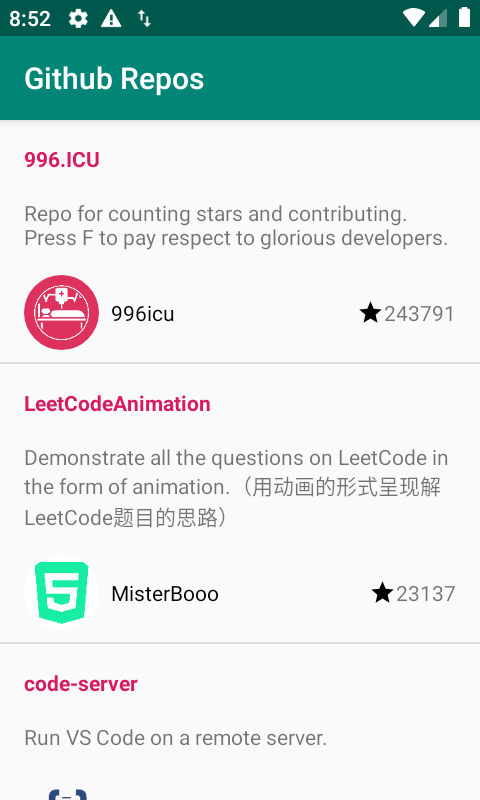 8:52
Github Repos
996.ICU
Repo for counting stars and contributing.
Press F to pay respect to glorious developers.
996icu
243791
LeetCodeAnimation
Demonstrate all the questions on LeetCode in
the form of animation.（用动画的形式呈现解
LeetCode题目的思路）
MisterBooo
23137
code-server
Run VS Code on a remote server.